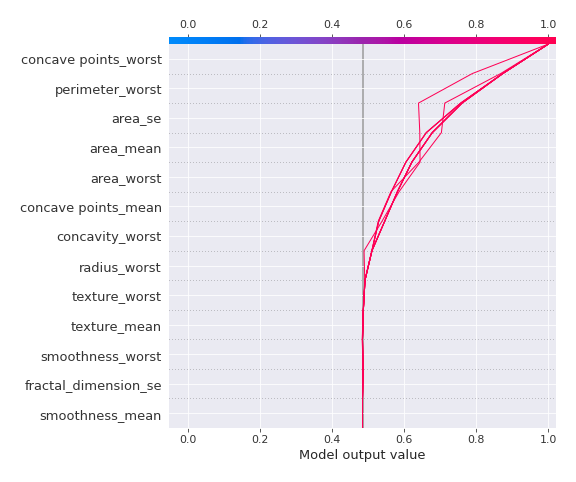 0.0 0.2 0.4 0.6 0.8 1.0
concave points_worst
perimeter_worst
area_se
area_mean
area_worst
concave points_mean
concavity_worst
radius_worst
texture_worst
texture_mean
smoothness_worst
fractal_dimension_se
smoothness_mean
0.0 0.2 0.4 0.6 0.8 1.0
Model output value